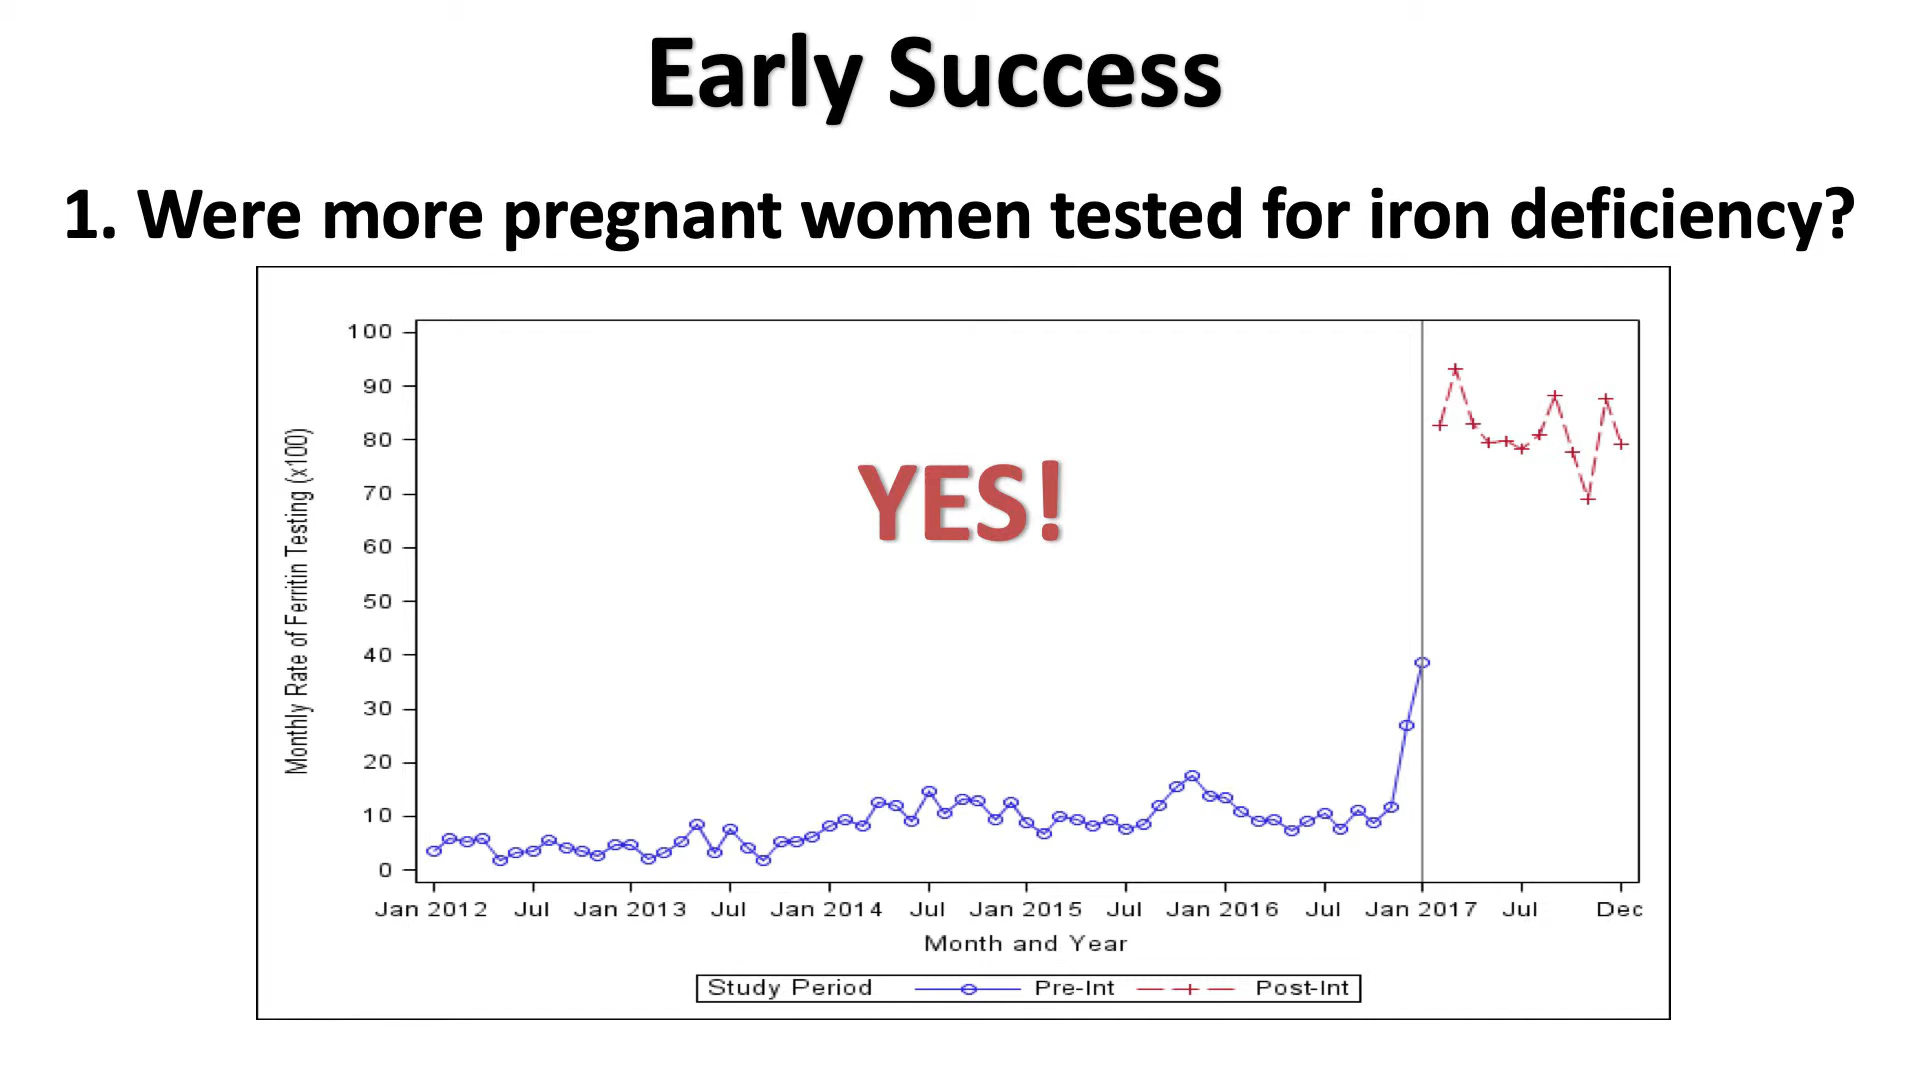 Early Success
1. Were more pregnant women tested for iron deficiency?
100
90
80
70
60
50
40
30
20
10
0
Monthly Rate of Ferritin Testing (x100)
YES!
Jan 2012 Jul Jan 2013 Jul Jan 2014 Jul Jan 2015 Jul Jan 2016 Jul Jan 2017 Jul Dec
Month and Year
Study Period Pre-Int Post-Int